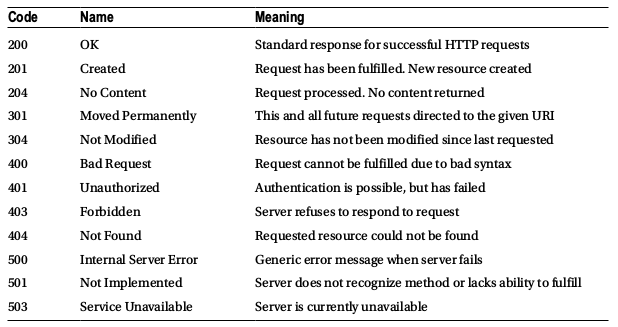 Code Name Meaning
200 OK Standard response for successful HTTP requests
201 Created Request has been fulfilled. New resource created
204 No Content Request processed. No content returned
301 Moved Permanently This and all future requests directed to the given URI
304 Not Modified Resource has not been modified since last requested
400 Bad Request Request cannot be fulfilled due to bad syntax
401 Unauthorized Authentication is possible, but has failed
403 Forbidden Server refuses to respond to request
404 Not Found Requested resource could not be found
500 Internal Server Error Generic error message when server fails
501 Not Implemented Server does not recognize method or lacks ability to fulfill
503 Service Unavailable Server is currently unavailable